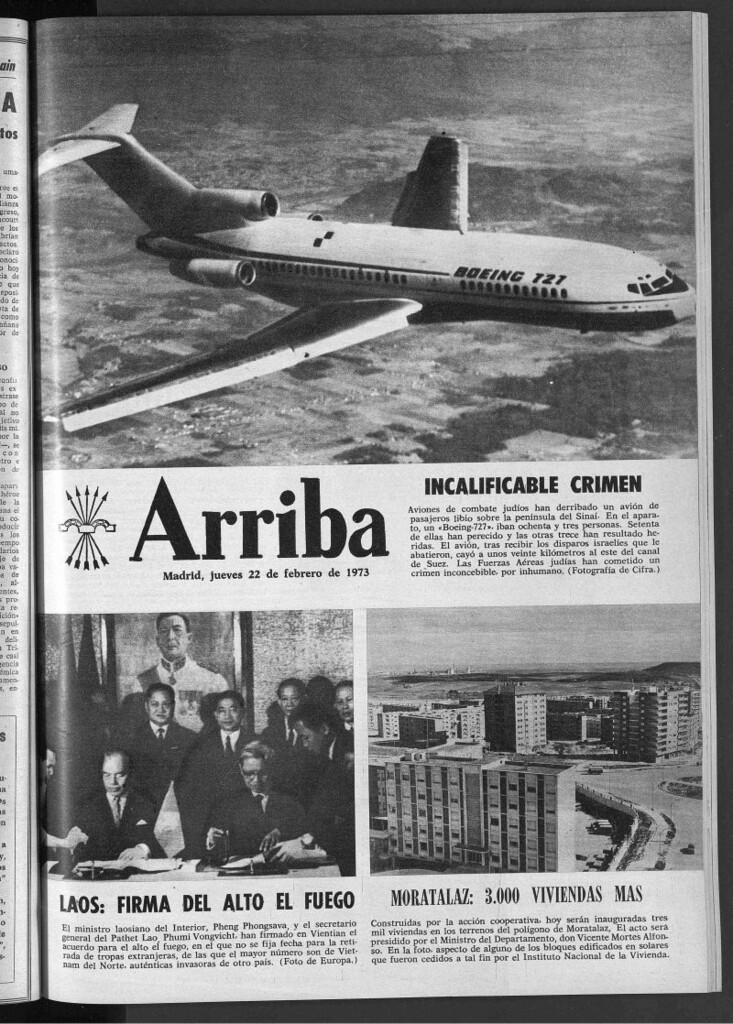 BOEING 727
INCALIFICABLE CRIMEN
Aviones de combate judíos han derribado un avión de
pasajeros libio sobre la península del Sinaí. En el apara-
to, un «Boeing-727», iban ochenta y tres personas. Setenta
de ellas han perecido y las otras trece han resultado he-
ridas. El avión, tras recibir los disparos israelíes que le
abatieron, cayó a unos veinte kilómetros al este del canal
de Suez. Las Fuerzas Aéreas judías han cometido un
crimen inconcebible, por inhumano. (Fotografía de Cifra.)
Arriba
Madrid, jueves 22 de febrero de 1973
LAOS: FIRMA DEL ALTO EL FUEGO
El ministro laosiano del Interior, Pheng Phongsava, y el secretario
general del Pathet Lao, Phumi Vongvicht, han firmado en Vientian el
acuerdo para el alto el fuego, en el que no se fija fecha para la reti-
rada de tropas extranjeras, de las que el mayor número son de Viet-
nam del Norte, auténticas invasoras de otro país. (Foto de Europa.)
MORATALAZ: 3.000 VIVIENDAS MAS
Construidas por la acción cooperativa, hoy serán inauguradas tres
mil viviendas en los terrenos del polígono de Moratalaz. El acto será
presidido por el Ministro del Departamento, don Vicente Mortes Alfon-
so. En la foto, aspecto de alguno de los bloques edificados en solares
que fueron cedidos a tal fin por el Instituto Nacional de la Vivienda.